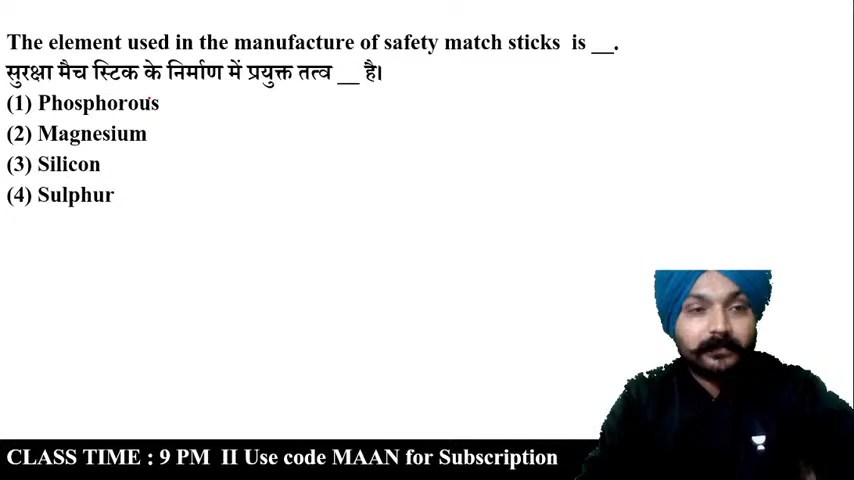 The element used in the manufacture of safety match sticks is __.
सुरक्षा मैच स्टिक के निर्माण में प्रयुक्त तत्व __ है।
(1) Phosphorous
(2) Magnesium
(3) Silicon
(4) Sulphur
CLASS TIME : 9 PM II Use code MAAN for Subscription